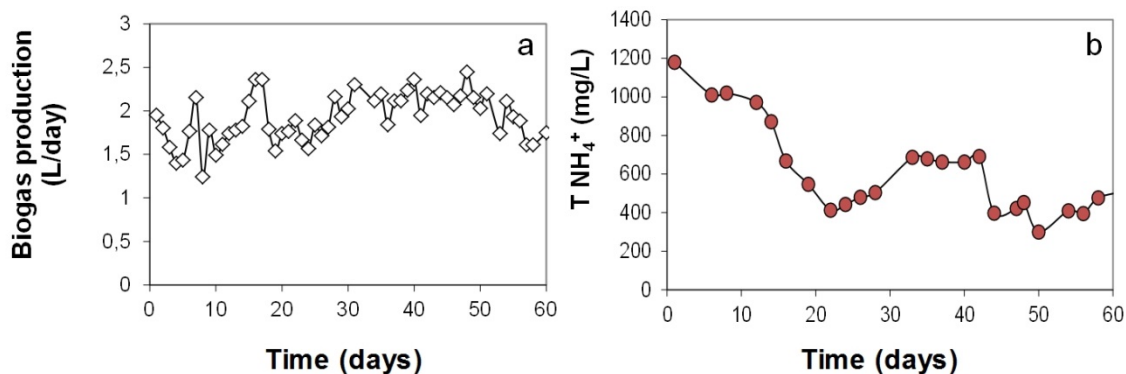 a
Biogas production
(L/day)
3
2,5
2
1,5
1
0,5
0
0 10 20 30 40 50 60
Time (days)
b
T NH₄⁺ (mg/L)
1400
1200
1000
800
600
400
200
0
0 10 20 30 40 50 60
Time (days)